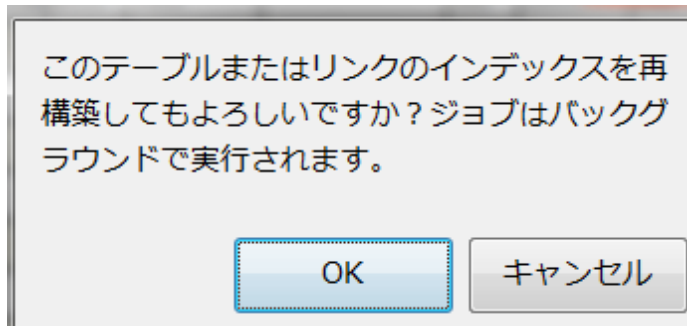 このテーブルまたはリンクのインデックスを再
構築してもよろしいですか？ジョブはバックグ
ラウンドで実行されます。
OK
キャンセル